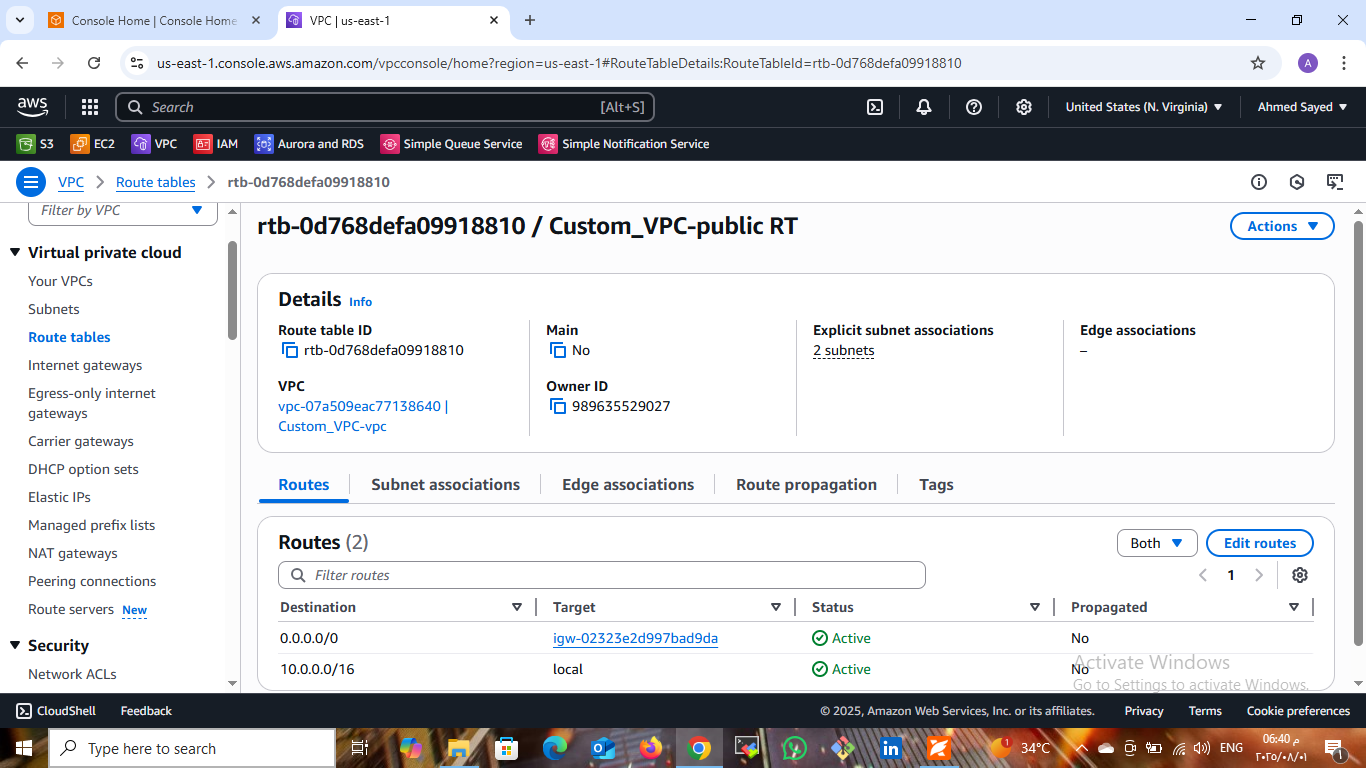 Console Home | Console Home
VPC | us-east-1
us-east-1.console.aws.amazon.com/vpcconsole/home?region=us-east-1#RouteTableDetails:RouteTableId=rtb-0d768defa09918810
A
aws
Search
[Alt+S]
United States (N. Virginia)
Ahmed Sayed
S3
EC2
VPC
IAM
Aurora and RDS
Simple Queue Service
Simple Notification Service
VPC
Route tables
rtb-0d768defa09918810
Filter by VPC
Virtual private cloud
Your VPCs
Subnets
Route tables
Internet gateways
Egress-only internet
gateways
Carrier gateways
DHCP option sets
Elastic IPs
Managed prefix lists
NAT gateways
Peering connections
Route servers New
Security
Network ACLs
rtb-0d768defa09918810 / Custom_VPC-public RT
Actions
Details Info
Route table ID
rtb-0d768defa09918810
Main
No
Explicit subnet associations
2 subnets
Edge associations
–
VPC
vpc-07a509eac77138640 |
Custom_VPC-vpc
Owner ID
989635529027
Routes
Subnet associations
Edge associations
Route propagation
Tags
Routes (2)
Both
Edit routes
Filter routes
1
Destination Target Status Propagated
0.0.0.0/0 igw-02323e2d997bad9da Active No
10.0.0.0/16 local Active No
Activate Windows
Go to Settings to activate Windows.
CloudShell
Feedback
© 2025, Amazon Web Services, Inc. or its affiliates.
Privacy
Terms
Cookie preferences
Type here to search
1
34°C
ENG
06:40 م
٢٠٢٥/٠٨/٠١
1